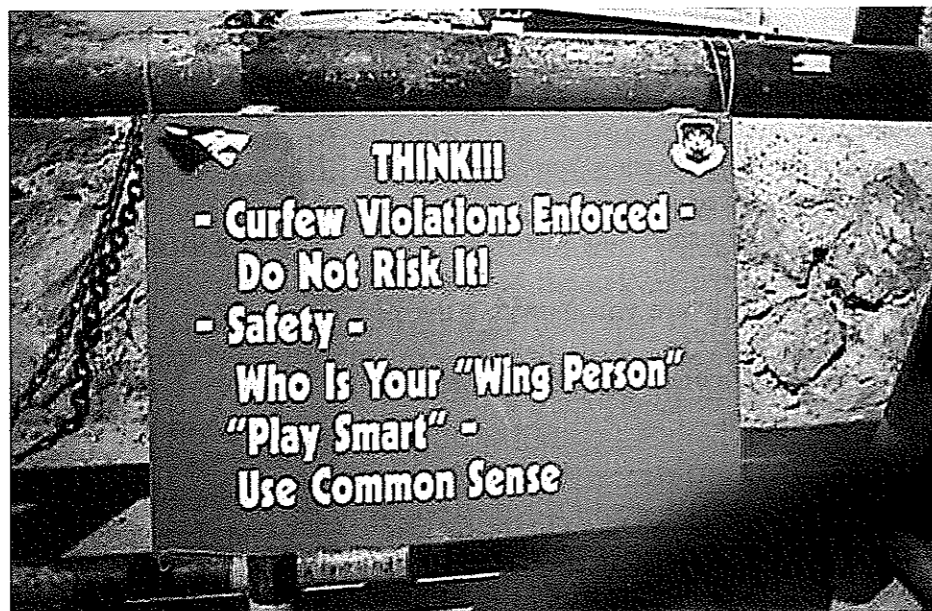 THINK!!!
- Curfew Violations Enforced -
Do Not Risk It!
- Safety -
Who Is Your "Wing Person"
"Play Smart" -
Use Common Sense